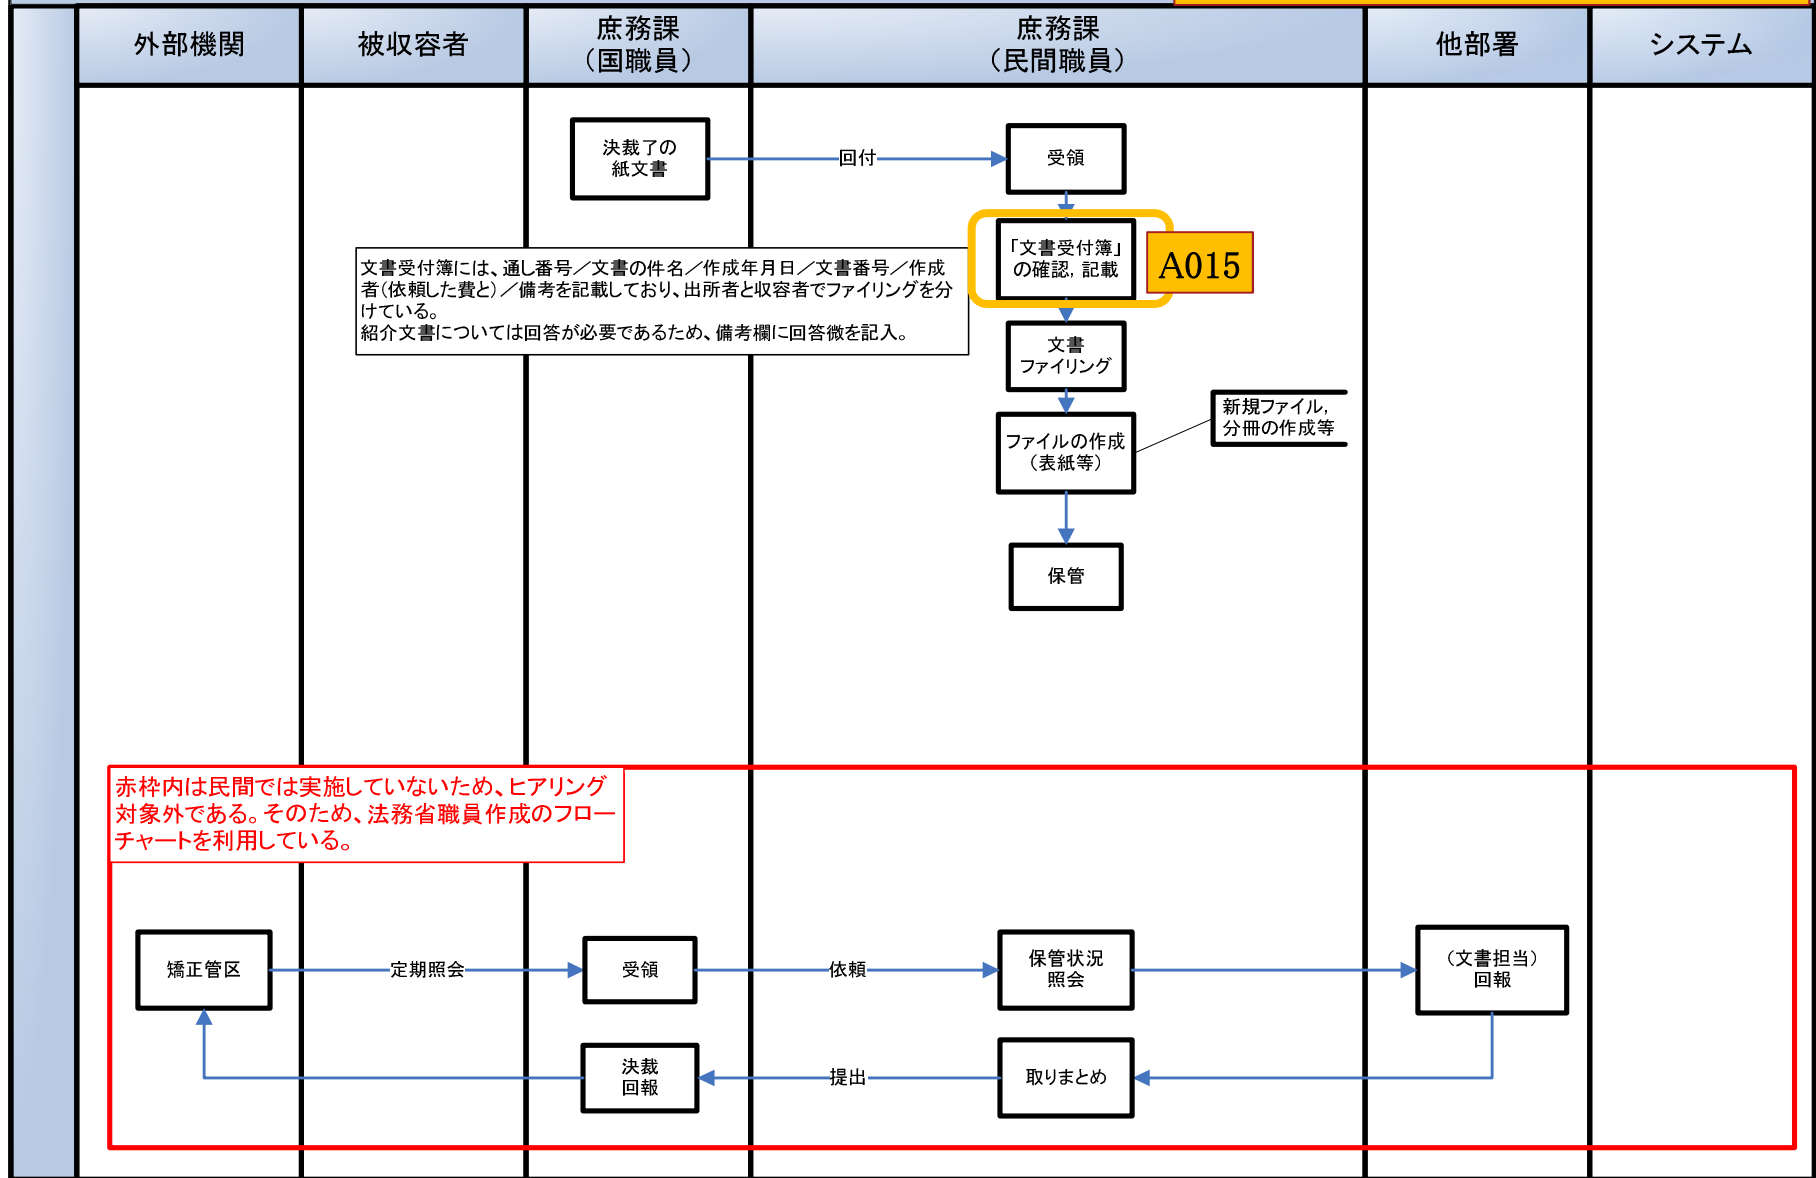 外部機関
被収容者
庶務課
（国職員）
庶務課
（民間職員）
他部署
システム
決裁了の
紙文書
回付
受領
「文書受付簿」
の確認，記載
A015
文書受付簿には、通し番号／文書の件名／作成年月日／文書番号／作成
者（依頼した費と）／備考を記載しており、出所者と収容者でファイリングを分
けている。
紹介文書については回答が必要であるため、備考欄に回答微を記入。
文書
ファイリング
新規ファイル，
分冊の作成等
ファイルの作成
（表紙等）
保管
赤枠内は民間では実施していないため、ヒアリング
対象外である。そのため、法務省職員作成のフロー
チャートを利用している。
矯正管区
定期照会
受領
依頼
保管状況
照会
（文書担当）
回報
決裁
回報
提出
取りまとめ